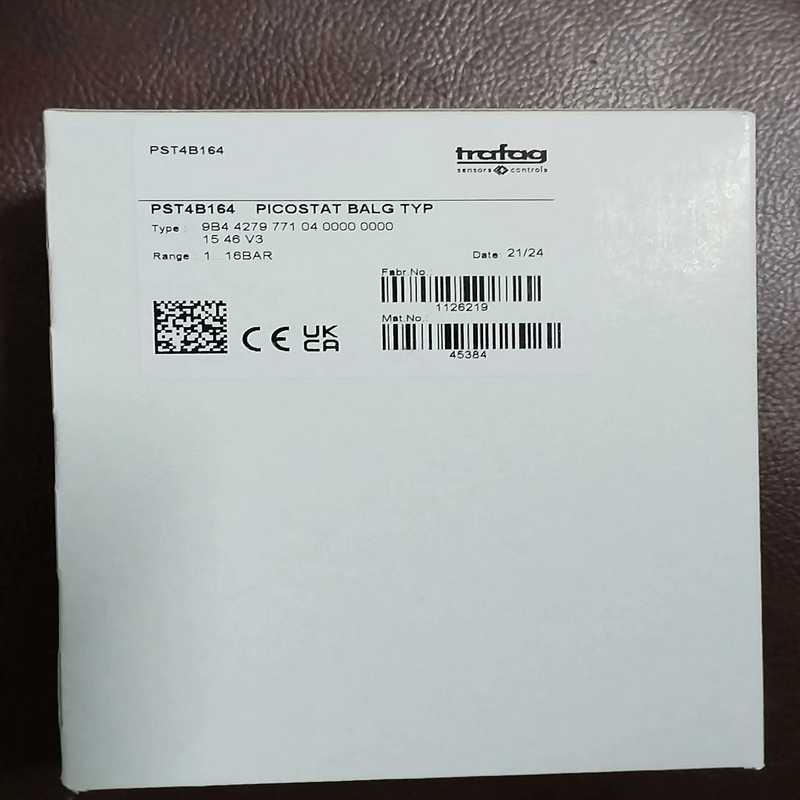 PST4B164
trafag
sensors controls
PST4B164 PICOSTAT BALG TYP
Type : 9B4 4279 771 04 0000 0000
15 46 V3
Range : 1...16BAR
Date: 21/24
Fabr.No.:
1126219
Mat.No.:
45384
CE
UK
CA